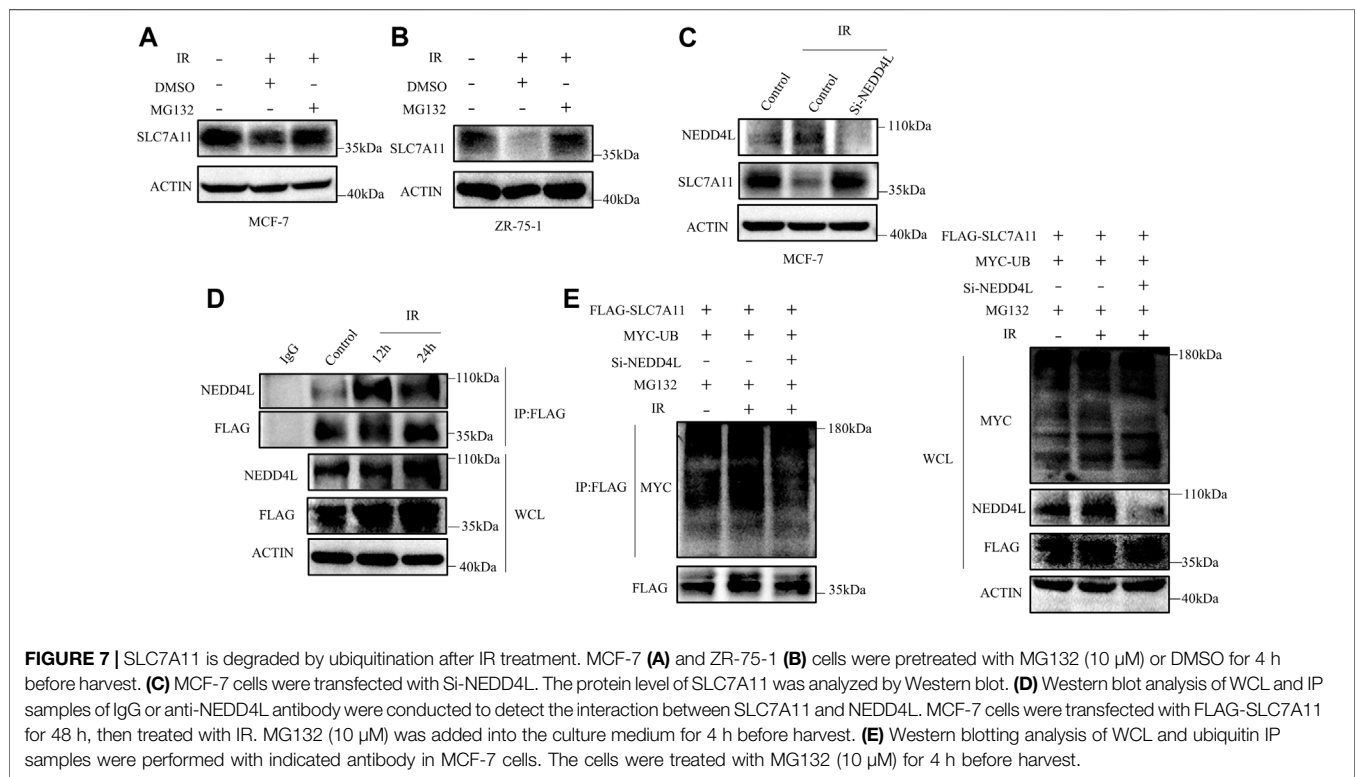 A
IR - + +
DMSO - + -
MG132 - - +
SLC7A11
35kDa
ACTIN
40kDa
MCF-7
B
IR - + +
DMSO - + -
MG132 - - +
SLC7A11
35kDa
ACTIN
40kDa
ZR-75-1
C
IR
Control Control Si-NEDD4L
NEDD4L
110kDa
SLC7A11
35kDa
ACTIN
40kDa
MCF-7
D
IR
IgG Control 12h 24h
NEDD4L
110kDa
FLAG
35kDa
IP:FLAG
NEDD4L
110kDa
FLAG
35kDa
ACTIN
40kDa
WCL
E
FLAG-SLC7A11 + + +
MYC-UB + + +
Si-NEDD4L - - +
MG132 + + +
IR - + +
180kDa
IP:FLAG MYC
FLAG
35kDa
FLAG-SLC7A11 + + +
MYC-UB + + +
Si-NEDD4L - - +
MG132 + + +
IR - + +
180kDa
MYC
WCL
NEDD4L
110kDa
FLAG
35kDa
ACTIN
40kDa
FIGURE 7 | SLC7A11 is degraded by ubiquitination after IR treatment. MCF-7 (A) and ZR-75-1 (B) cells were pretreated with MG132 (10 μM) or DMSO for 4 h
before harvest. (C) MCF-7 cells were transfected with Si-NEDD4L. The protein level of SLC7A11 was analyzed by Western blot. (D) Western blot analysis of WCL and IP
samples of IgG or anti-NEDD4L antibody were conducted to detect the interaction between SLC7A11 and NEDD4L. MCF-7 cells were transfected with FLAG-SLC7A11
for 48 h, then treated with IR. MG132 (10 μM) was added into the culture medium for 4 h before harvest. (E) Western blotting analysis of WCL and ubiquitin IP
samples were performed with indicated antibody in MCF-7 cells. The cells were treated with MG132 (10 μM) for 4 h before harvest.